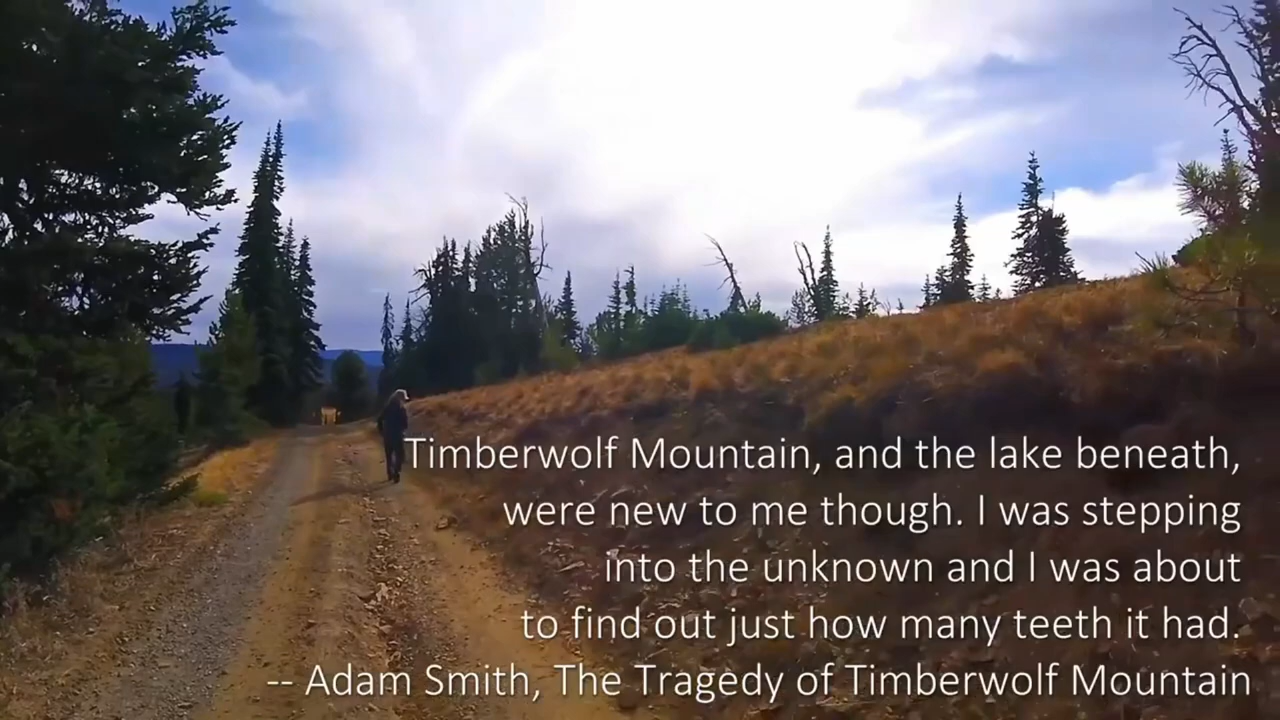 Timberwolf Mountain, and the lake beneath,
were new to me though. I was stepping
into the unknown and I was about
to find out just how many teeth it had.
-- Adam Smith, The Tragedy of Timberwolf Mountain